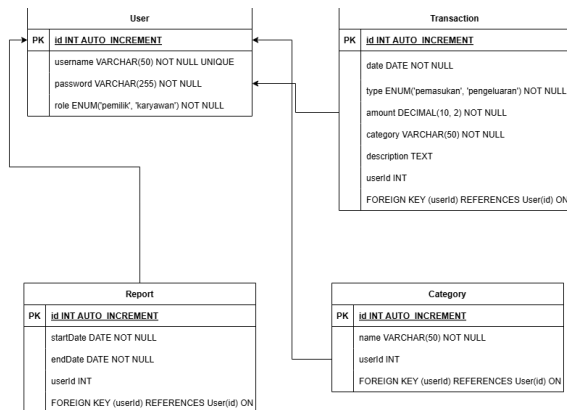 User
PK id INT AUTO_INCREMENT
username VARCHAR(50) NOT NULL UNIQUE
password VARCHAR(255) NOT NULL
role ENUM('pemilik', 'karyawan') NOT NULL
Transaction
PK id INT AUTO_INCREMENT
date DATE NOT NULL
type ENUM('pemasukan', 'pengeluaran') NOT NULL
amount DECIMAL(10, 2) NOT NULL
category VARCHAR(50) NOT NULL
description TEXT
userId INT
FOREIGN KEY (userId) REFERENCES User(id) ON
Report
PK id INT AUTO_INCREMENT
startDate DATE NOT NULL
endDate DATE NOT NULL
userId INT
FOREIGN KEY (userId) REFERENCES User(id) ON
Category
PK id INT AUTO_INCREMENT
name VARCHAR(50) NOT NULL
userId INT
FOREIGN KEY (userId) REFERENCES User(id) ON